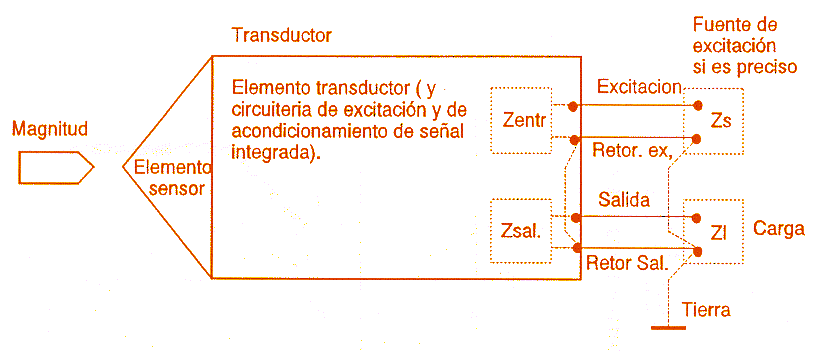 Transductor
Fuente de
excitación
si es preciso
Elemento transductor ( y
circuiteria de excitación y de
acondicionamiento de señal
integrada).
Magnitud
Elemento
sensor
Zentr
Excitacion
Zs
Retor. ex,
Salida
Zsal.
Zl
Carga
Retor Sal.
Tierra